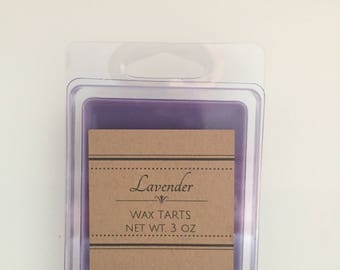 Lavender
WAX TARTS
NET WT. 3 OZ